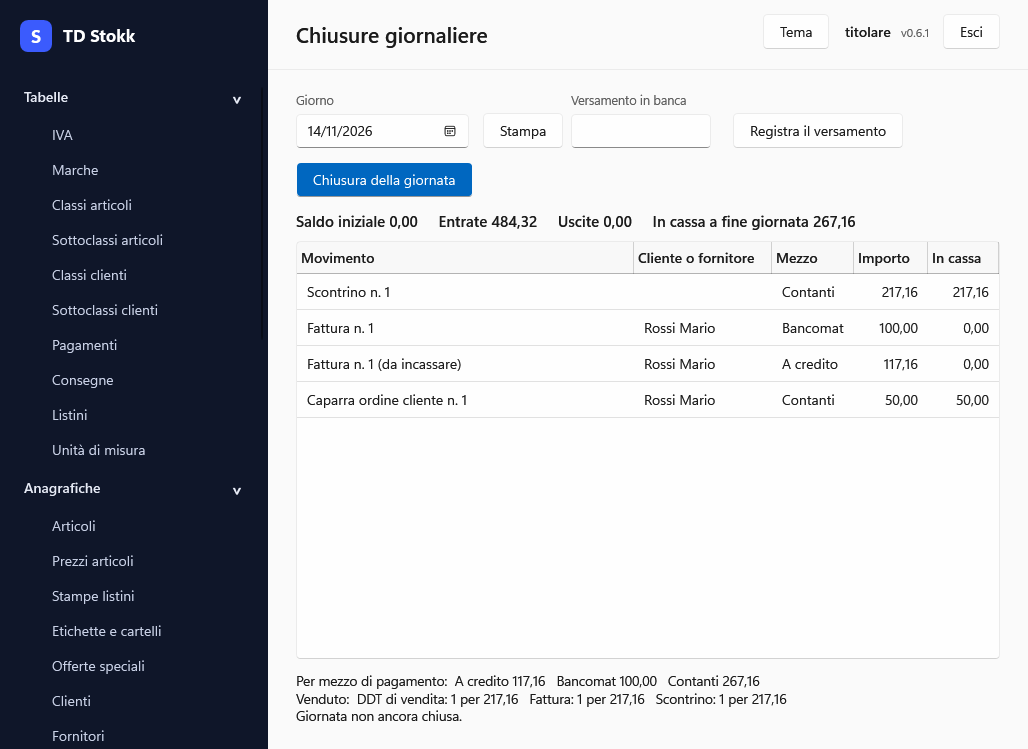 S TD Stokk
Chiusure giornaliere
Tema titolare v0.6.1 Esci
Tabelle v
IVA
Marche
Classi articoli
Sottoclassi articoli
Classi clienti
Sottoclassi clienti
Pagamenti
Consegne
Listini
Unità di misura
Anagrafiche v
Articoli
Prezzi articoli
Stampe listini
Etichette e cartelli
Offerte speciali
Clienti
Fornitori
Giorno Versamento in banca
14/11/2026 Stampa Registra il versamento
Chiusura della giornata
Saldo iniziale 0,00 Entrate 484,32 Uscite 0,00 In cassa a fine giornata 267,16
Movimento Cliente o fornitore Mezzo Importo In cassa
Scontrino n. 1 Contanti 217,16 217,16
Fattura n. 1 Rossi Mario Bancomat 100,00 0,00
Fattura n. 1 (da incassare) Rossi Mario A credito 117,16 0,00
Caparra ordine cliente n. 1 Rossi Mario Contanti 50,00 50,00
Per mezzo di pagamento: A credito 117,16 Bancomat 100,00 Contanti 267,16
Venduto: DDT di vendita: 1 per 217,16 Fattura: 1 per 217,16 Scontrino: 1 per 217,16
Giornata non ancora chiusa.